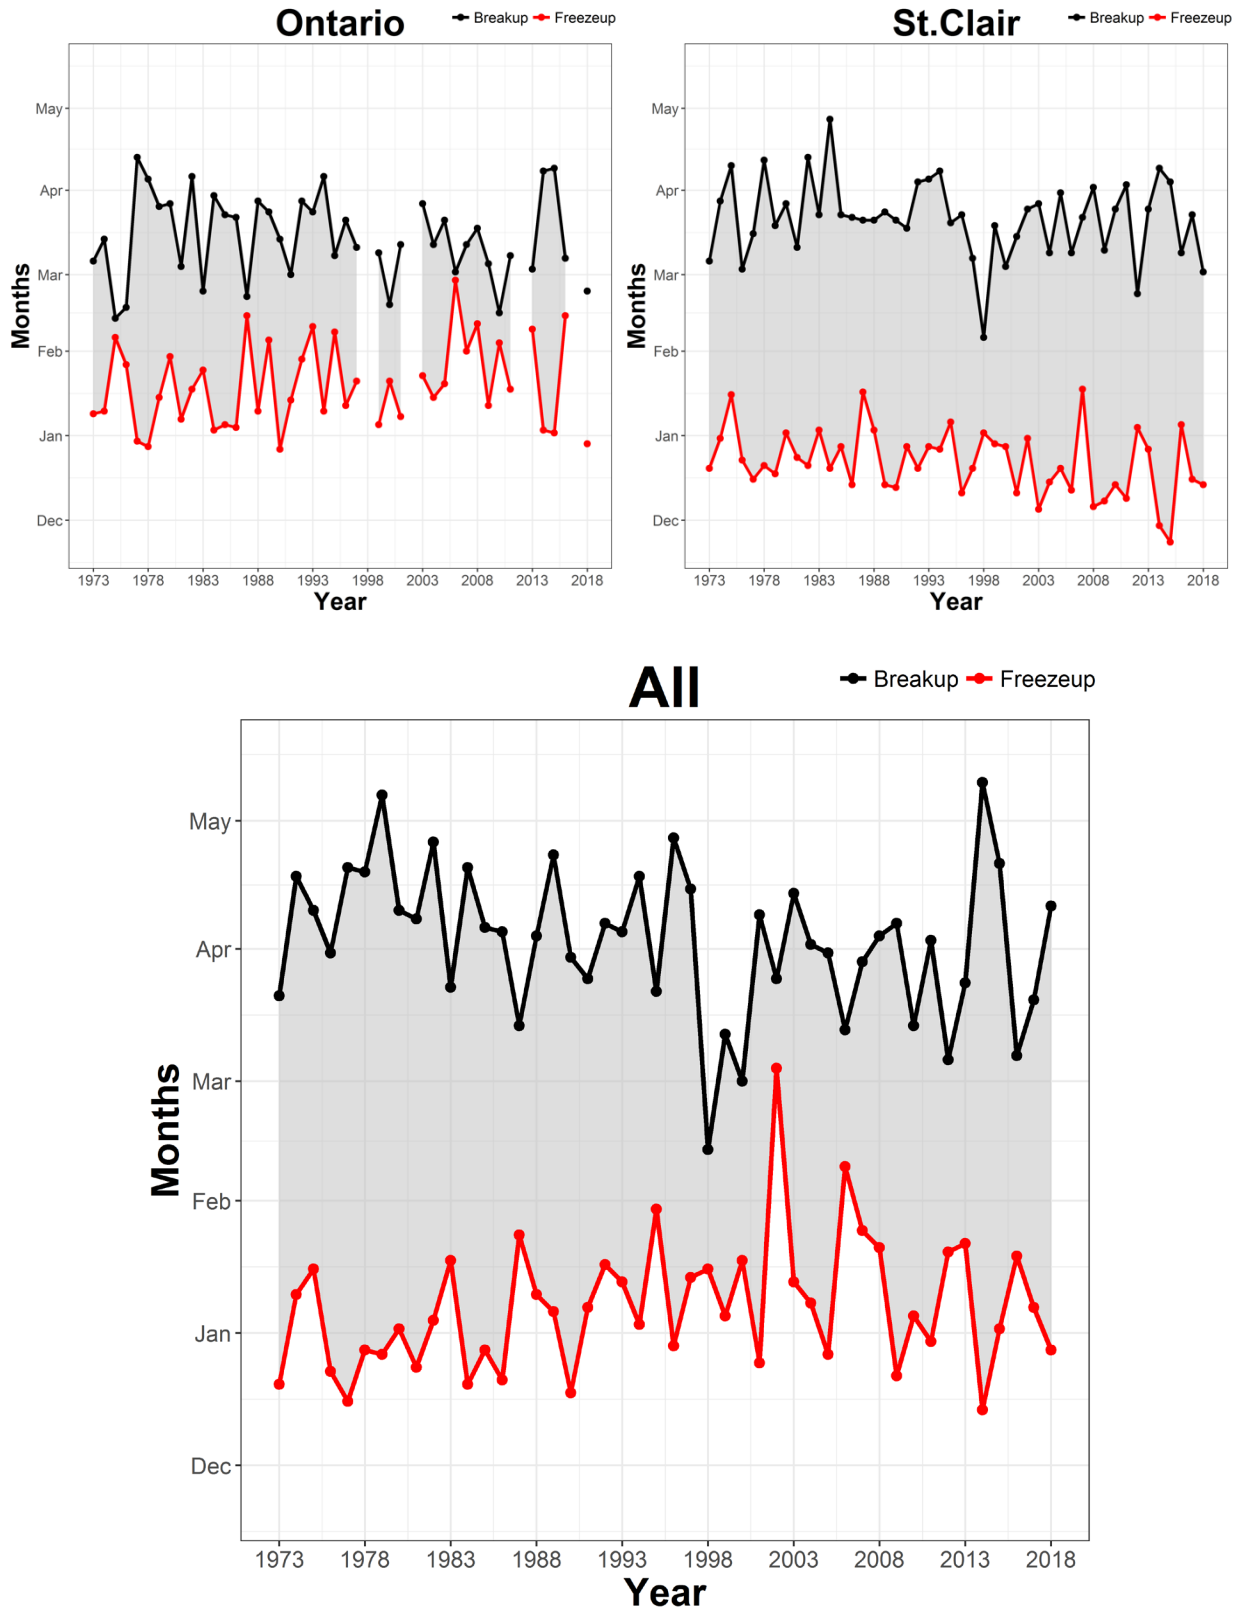 Ontario
Breakup Freezeup
Months
May
Apr
Mar
Feb
Jan
Dec
1973 1978 1983 1988 1993 1998 2003 2008 2013 2018
Year
St.Clair
Breakup Freezeup
Months
May
Apr
Mar
Feb
Jan
Dec
1973 1978 1983 1988 1993 1998 2003 2008 2013 2018
Year
All
Breakup Freezeup
Months
May
Apr
Mar
Feb
Jan
Dec
1973 1978 1983 1988 1993 1998 2003 2008 2013 2018
Year